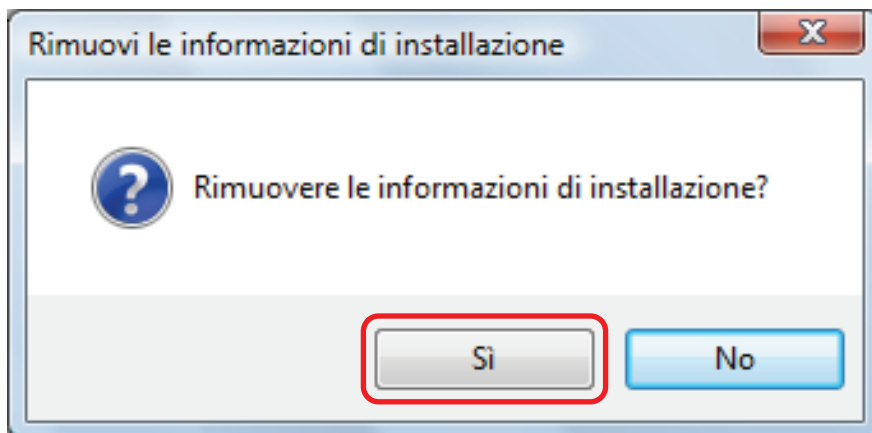 Rimuovi le informazioni di installazione
Rimuovere le informazioni di installazione?
Sì
No